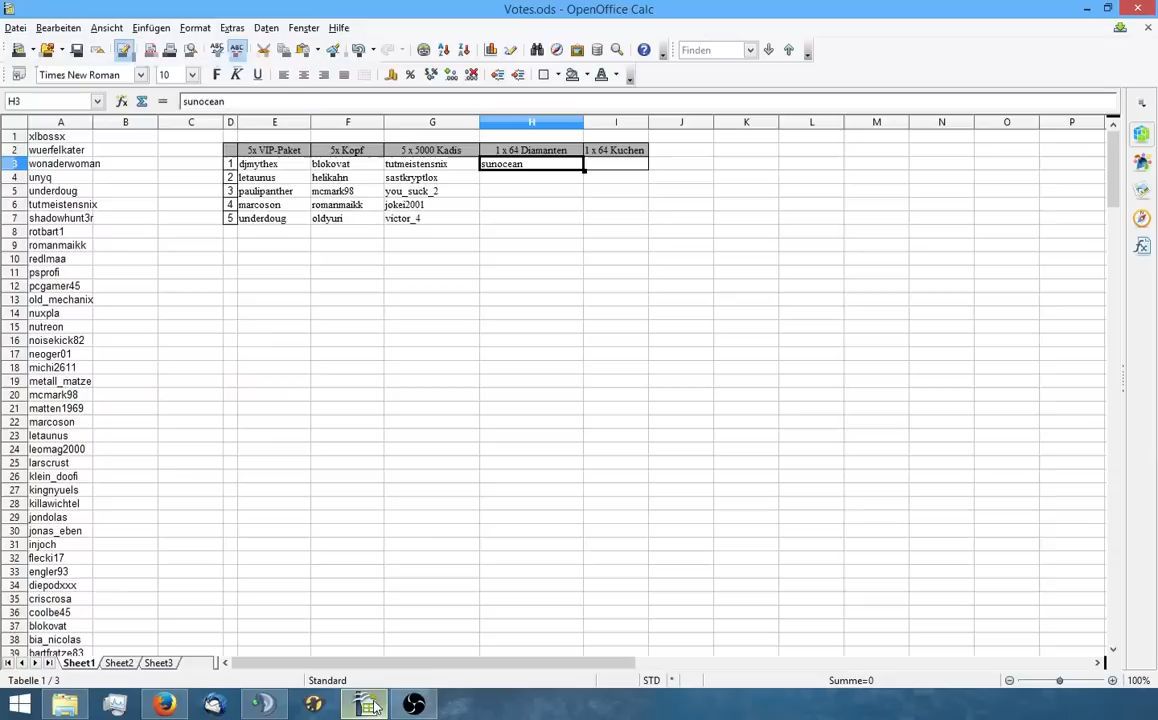 Votes.ods - OpenOffice Calc
Datei Bearbeiten Ansicht Einfügen Format Extras Daten Fenster Hilfe
Finden
Times New Roman 10
H3 sunocean
A B C D E F G H I J K L M N O P
1 xlbossx
2 wuerfelkater 5x VIP-Paket 5x Kopf 5 x 5000 Kadis 1 x 64 Diamanten 1 x 64 Kuchen
3 wonaderwoman 1 djmythex blokovat tutmeistensnix sunocean
4 unyq 2 letaunus helikahn sastkryptlox
5 underdoug 3 paulipanther mcmark98 you_suck_2
6 tutmeistensnix 4 marcoson romanmaikk jokei2001
7 shadowhunt3r 5 underdoug oldyuri victor_4
8 rotbart1
9 romanmaikk
10 redlmaa
11 psprofi
12 pcgamer45
13 old_mechanix
14 nuxpla
15 nutreon
16 noisekick82
17 neoger01
18 michi2611
19 metall_matze
20 mcmark98
21 matten1969
22 marcoson
23 letaunus
24 leomag2000
25 larscrust
26 klein_doofi
27 kingnyuels
28 killawichtel
29 jondolas
30 jonas_eben
31 injoch
32 flecki17
33 engler93
34 diepodxxx
35 criscrosa
36 coolbe45
37 blokovat
38 bia_nicolas
39 bartfratze83
Sheet1 Sheet2 Sheet3
Tabelle 1 / 3 Standard STD * Summe=0 100%